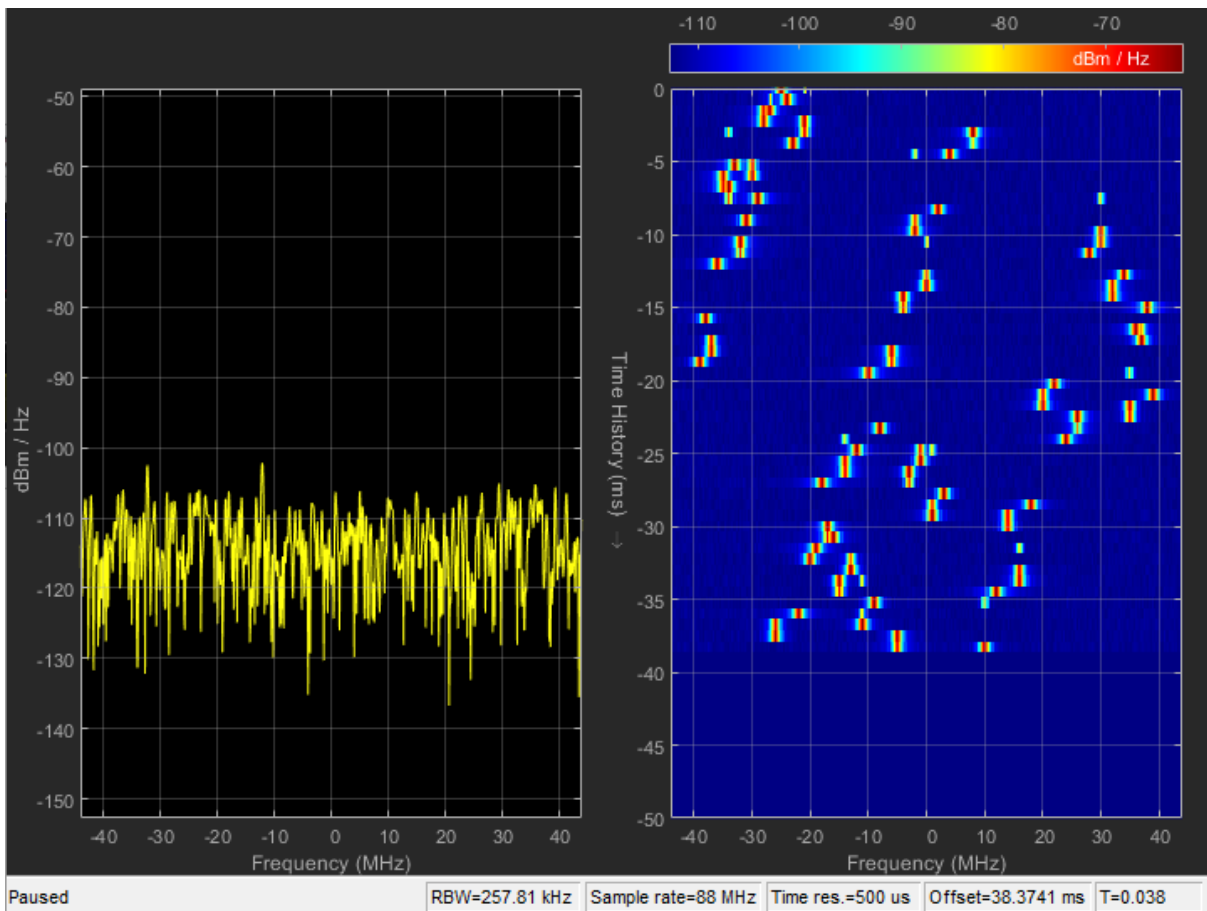 -110 -100 -90 -80 -70
dBm / Hz
-50
-60
-70
-80
-90
-100
-110
-120
-130
-140
-150
dBm / Hz
-40 -30 -20 -10 0 10 20 30 40
Frequency (MHz)
0
-5
-10
-15
-20
-25
-30
-35
-40
-45
-50
Time History (ms) →
-40 -30 -20 -10 0 10 20 30 40
Frequency (MHz)
Paused RBW=257.81 kHz Sample rate=88 MHz Time res.=500 us Offset=38.3741 ms T=0.038